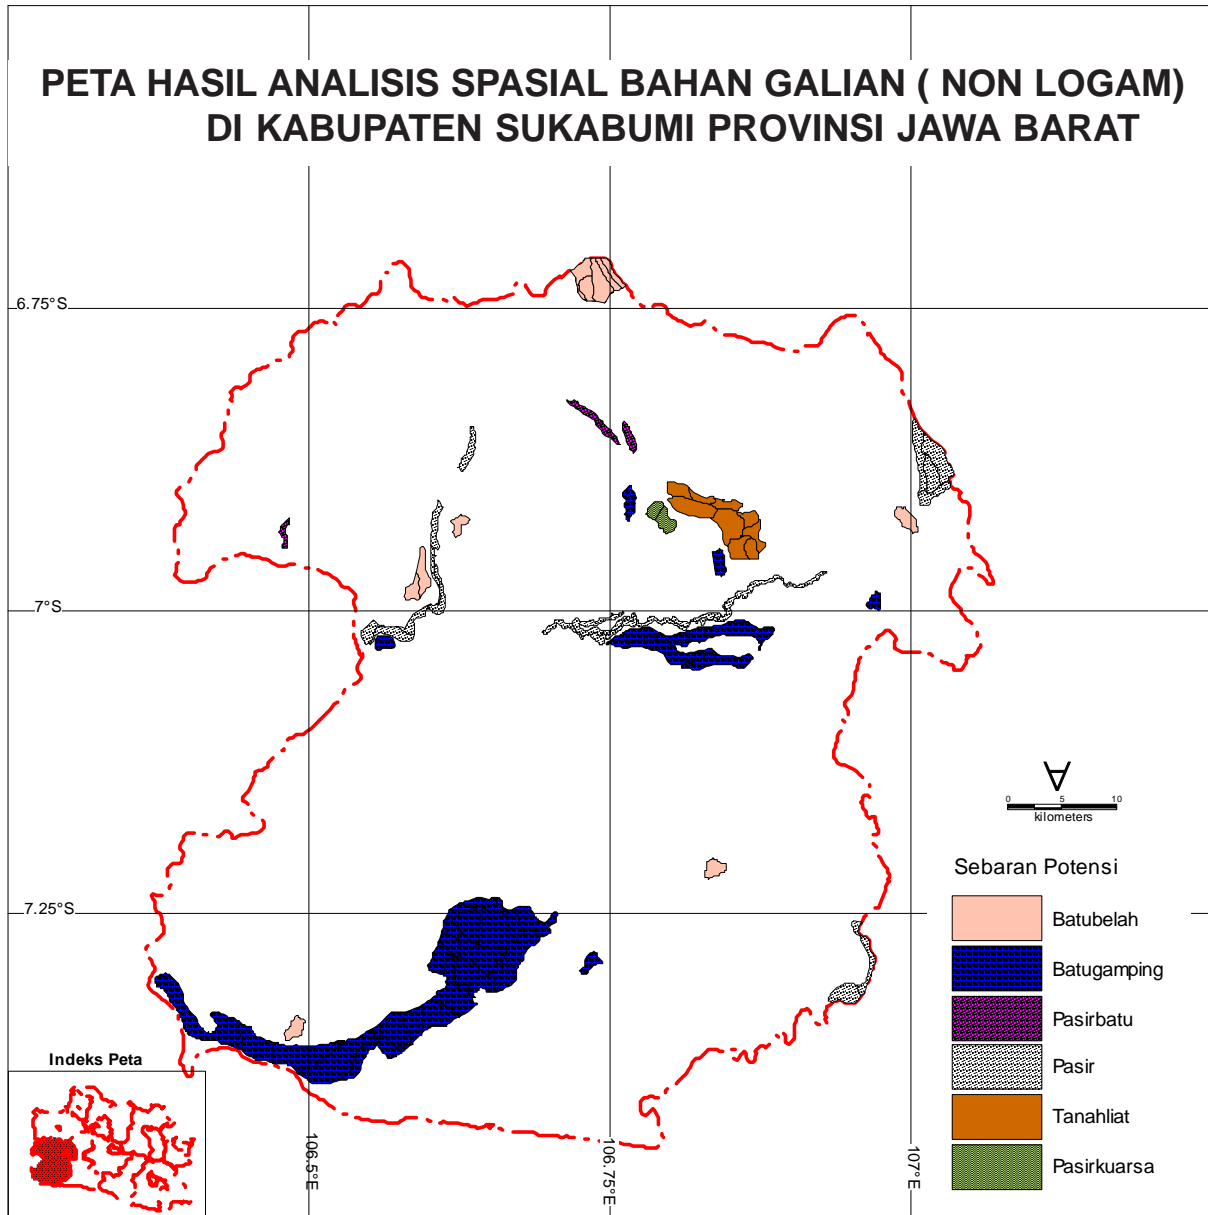 PETA HASIL ANALISIS SPASIAL BAHAN GALIAN ( NON LOGAM)
DI KABUPATEN SUKABUMI PROVINSI JAWA BARAT
6.75°S
7°S
7.25°S
106.5°E
106.75°E
107°E
0 5 10
kilometers
Sebaran Potensi
Batubelah
Batugamping
Pasirbatu
Pasir
Tanahliat
Pasirkuarsa
Indeks Peta